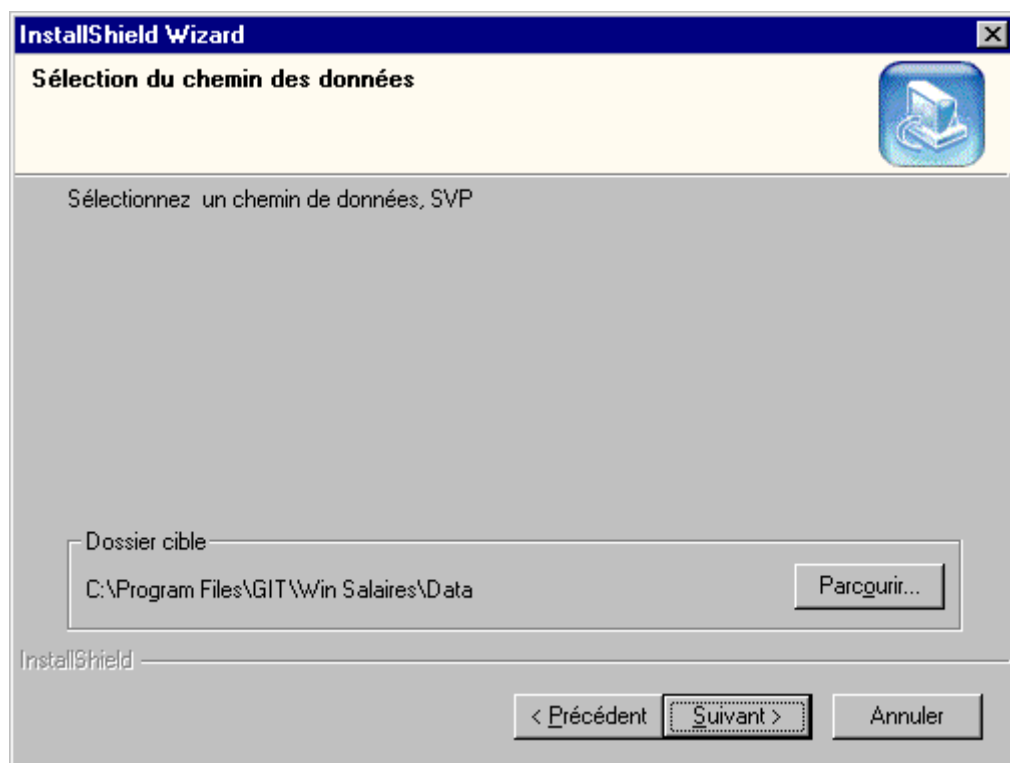 InstallShield Wizard
Sélection du chemin des données
Sélectionnez un chemin de données, SVP
Dossier cible
C:\Program Files\GIT\Win Salaires\Data
Parcourir...
InstallShield
< Précédent
Suivant >
Annuler